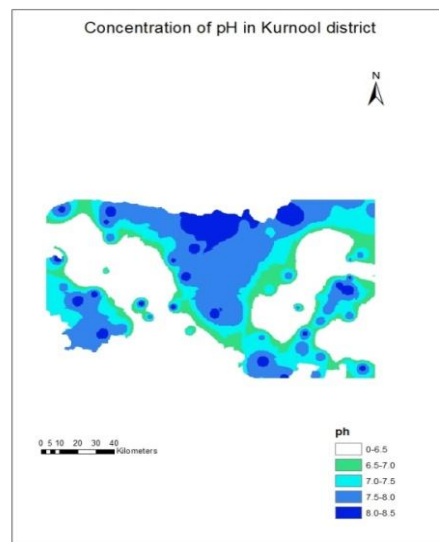 Concentration of pH in Kurnool district
N
0 5 10 20 30 40
Kilometers
ph
0-6.5
6.5-7.0
7.0-7.5
7.5-8.0
8.0-8.5